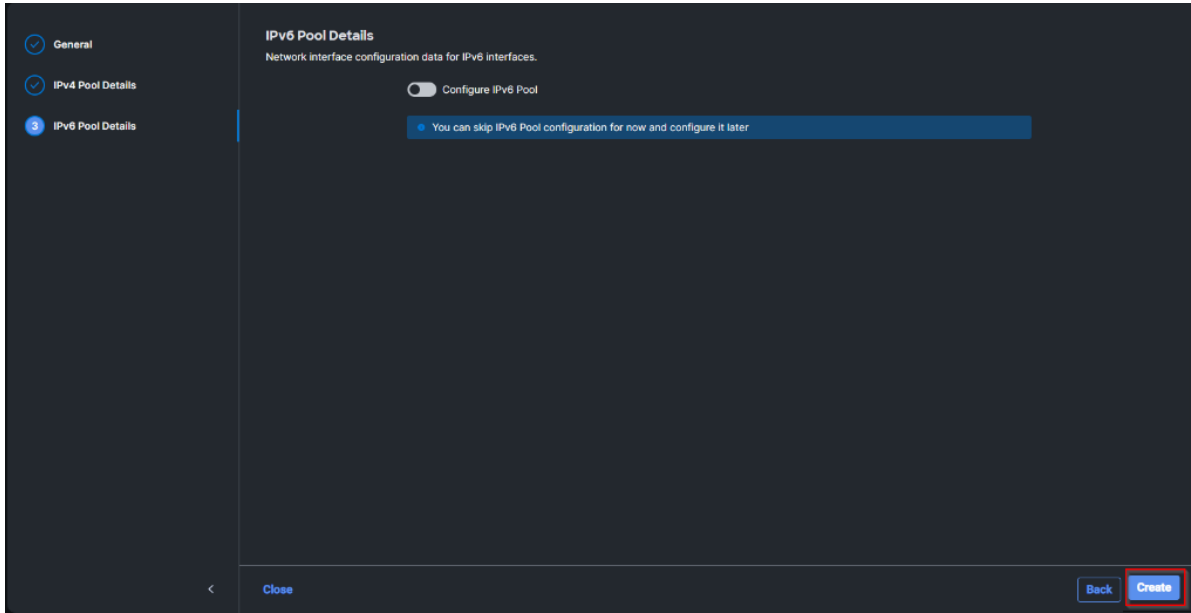 General
IPv4 Pool Details
3 IPv6 Pool Details
IPv6 Pool Details
Network interface configuration data for IPv6 interfaces.
Configure IPv6 Pool
You can skip IPv6 Pool configuration for now and configure it later
Close
Back
Create